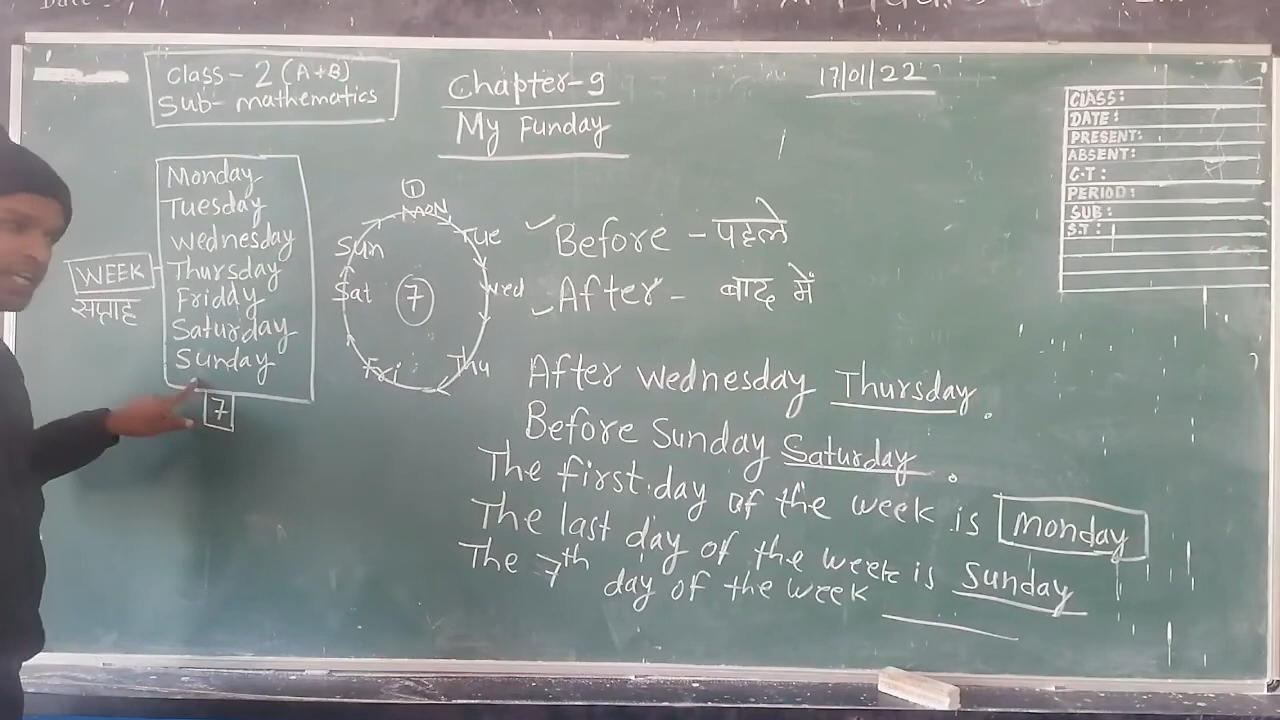 Class - 2 (A+B)
Sub- mathematics
Chapter-9
My Funday
17/01/22
CLASS:
DATE:
PRESENT:
ABSENT:
C.T:
PERIOD:
SUB:
S.T:
WEEK
सप्ताह
Monday
Tuesday
Wednesday
Thursday
Friday
Saturday
Sunday
7
1
MON
Tue
Wed
Thu
Fri
Sat
Sun
7
Before - पहले
After - बाद में
After Wednesday Thursday.
Before Sunday Saturday.
The first day of the week is monday
The last day of the week is Sunday
The 7th day of the week